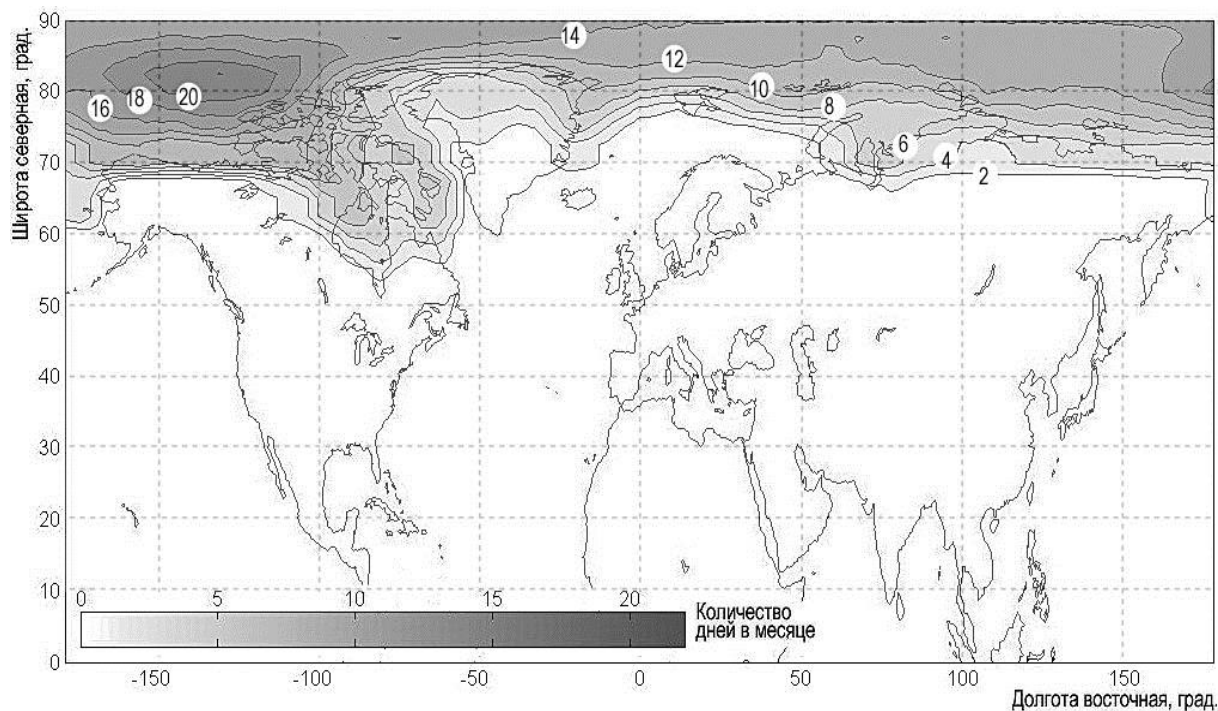 Широта северная, град.
90
80
70
60
50
40
30
20
10
0
14
12
10
8
6
4
2
16 18 20
0 5 10 15 20
Количество
дней в месяце
-150 -100 -50 0 50 100 150
Долгота восточная, град.